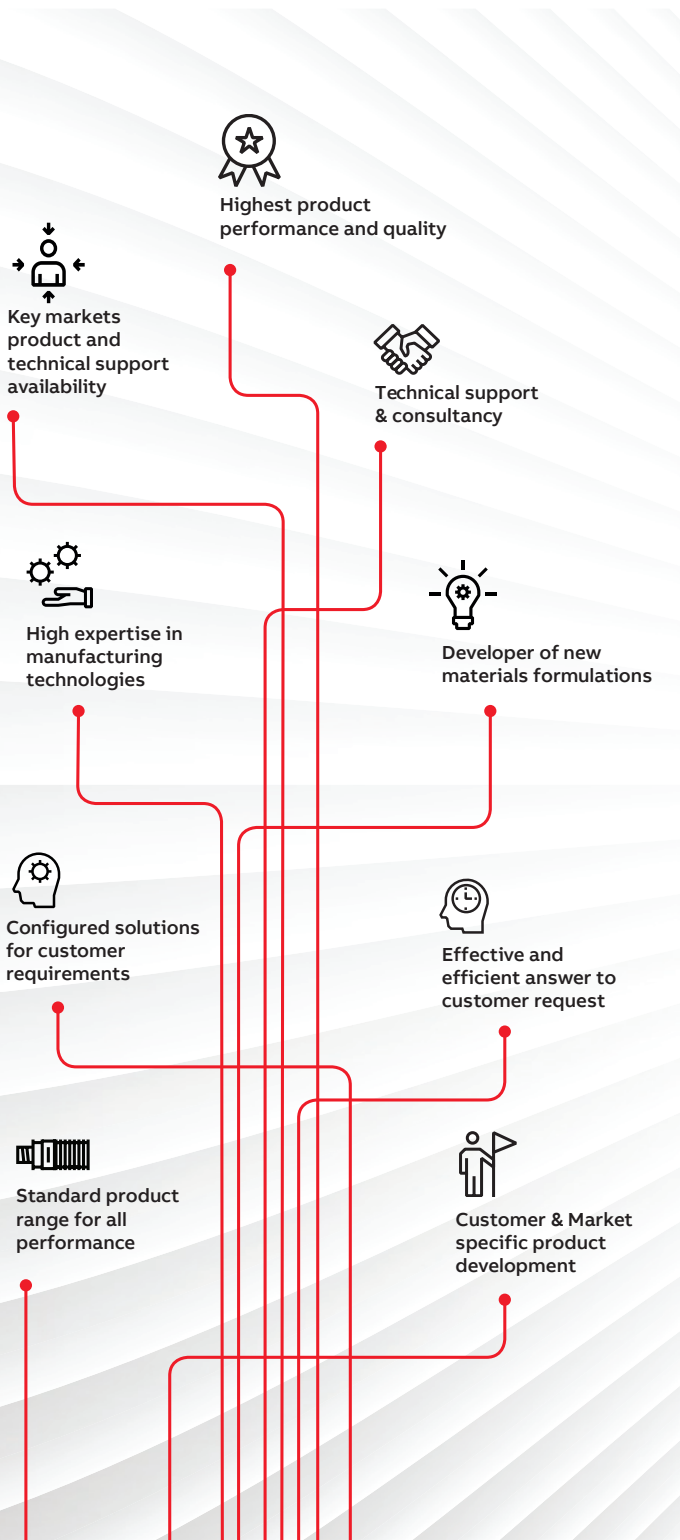 Highest product
performance and quality
Key markets
product and
technical support
availability
Technical support
& consultancy
High expertise in
manufacturing
technologies
Developer of new
materials formulations
Configured solutions
for customer
requirements
Effective and
efficient answer to
customer request
Standard product
range for all
performance
Customer & Market
specific product
development